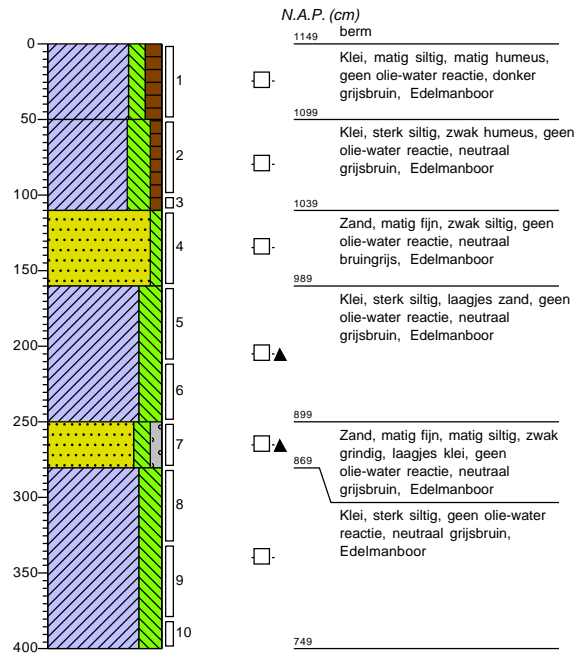 N.A.P. (cm)
1149 berm
0
Klei, matig siltig, matig humeus,
geen olie-water reactie, donker
grijsbruin, Edelmanboor
1
50
1099
Klei, sterk siltig, zwak humeus, geen
olie-water reactie, neutraal
grijsbruin, Edelmanboor
2
100
3
1039
Zand, matig fijn, zwak siltig, geen
olie-water reactie, neutraal
bruingrijs, Edelmanboor
4
150
989
Klei, sterk siltig, laagjes zand, geen
olie-water reactie, neutraal
grijsbruin, Edelmanboor
5
200
6
250
899
Zand, matig fijn, matig siltig, zwak
grindig, laagjes klei, geen
olie-water reactie, neutraal
grijsbruin, Edelmanboor
7
869
300
8
Klei, sterk siltig, geen olie-water
reactie, neutraal grijsbruin,
Edelmanboor
350
9
10
400
749